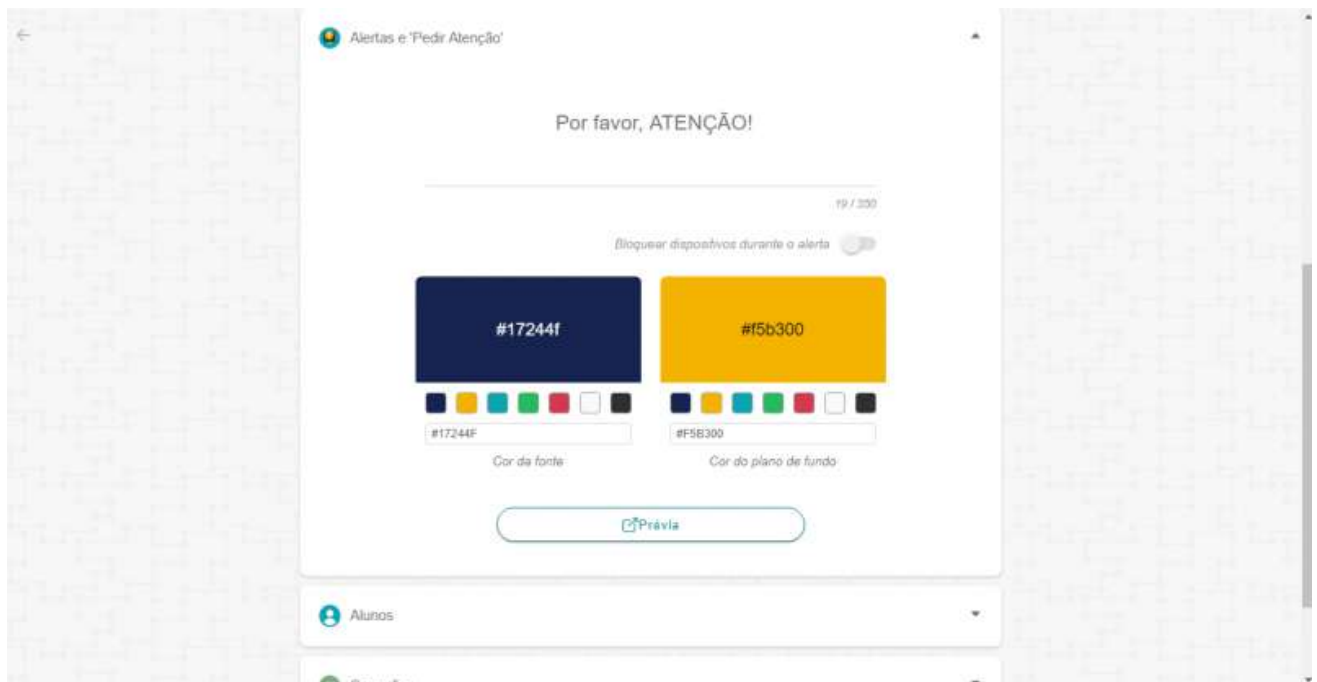 Alertas e 'Pedir Atenção'
Por favor, ATENÇÃO!
19 / 350
Bloquear dispositivos durante o alerta
#17244f
#f5b300
#17244F
#F5B300
Cor da fonte
Cor do plano de fundo
Prévia
Alunos